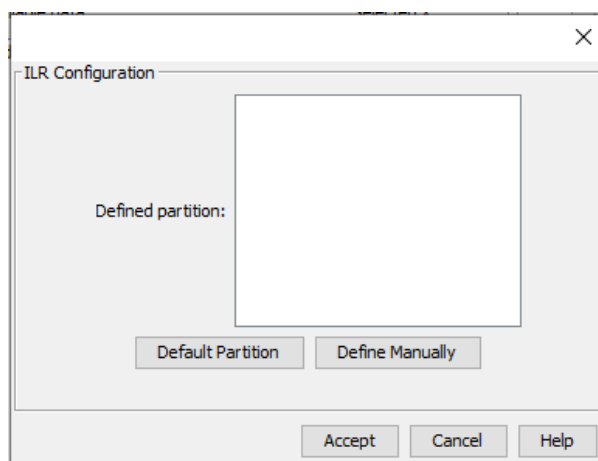 ILR Configuration
Defined partition:
Default Partition
Define Manually
Accept
Cancel
Help